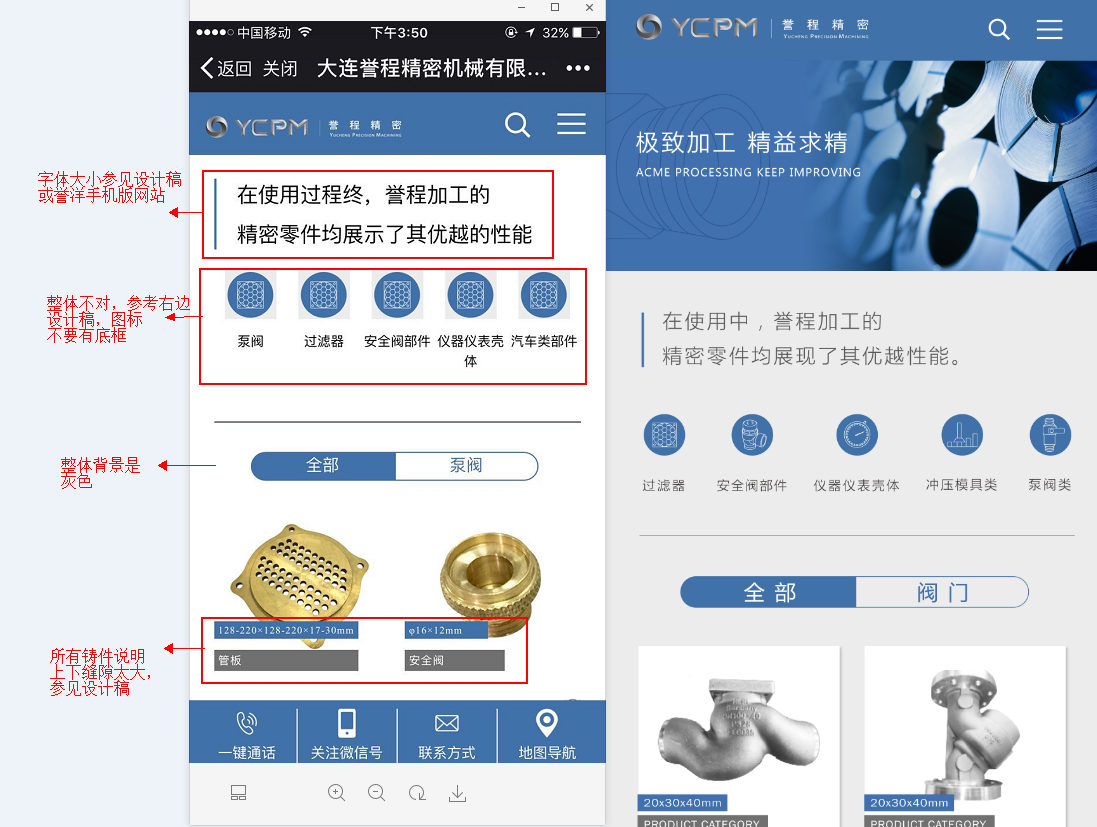 字体大小参见设计稿
或誉洋手机版网站
整体不对，参考右边
设计稿，图标
不要有底框
整体背景是
灰色
所有铸件说明
上下缝隙太大，
参见设计稿
中国移动
下午3:50
32%
返回 关闭 大连誉程精密机械有限...
YCPM 誉程精密
YUCHENG PRECISION MACHINING
在使用过程终，誉程加工的
精密零件均展示了其优越的性能
泵阀 过滤器 安全阀部件 仪器仪表壳体 汽车类部件
全部 泵阀
128-220×128-220×17-30mm
管板
φ16×12mm
安全阀
一键通话 关注微信号 联系方式 地图导航
YCPM 誉程精密
YUCHENG PRECISION MACHINING
极致加工 精益求精
ACME PROCESSING KEEP IMPROVING
在使用中，誉程加工的
精密零件均展现了其优越性能。
过滤器 安全阀部件 仪器仪表壳体 冲压模具类 泵阀类
全部 阀门
20x30x40mm
PRODUCT CATEGORY
20x30x40mm
PRODUCT CATEGORY